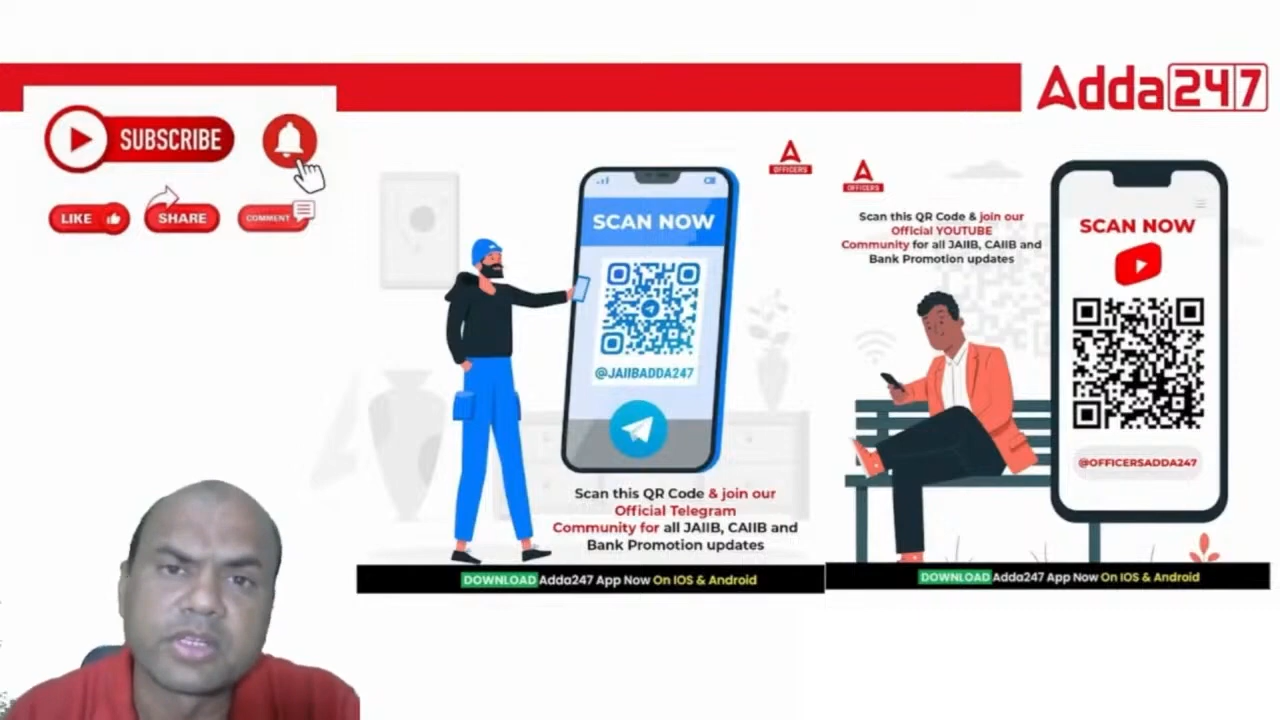 Adda247
SUBSCRIBE
LIKE
SHARE
COMMENT
OFFICERS
SCAN NOW
@JAIIBADDA247
Scan this QR Code & join our
Official Telegram
Community for all JAIIB, CAIIB and
Bank Promotion updates
DOWNLOAD Adda247 App Now On IOS & Android
OFFICERS
Scan this QR Code & join our
Official YOUTUBE
Community for all JAIIB, CAIIB and
Bank Promotion updates
SCAN NOW
@OFFICERSADDA247
DOWNLOAD Adda247 App Now On IOS & Android